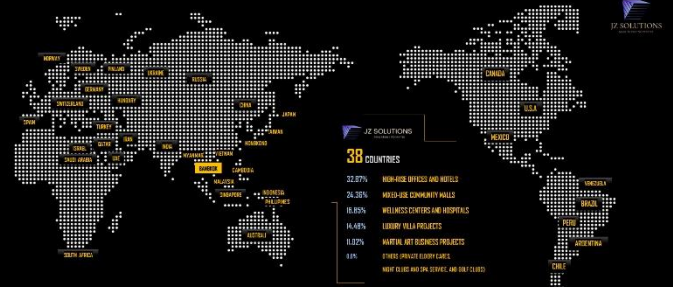 JZ SOLUTIONS
NORWAY
SWEDEN
FINLAND
UKRAINE
RUSSIA
GERMANY
SWITZERLAND
HUNGARY
SPAIN
TURKEY
ISRAEL
QATAR
IRAN
SAUDI ARABIA
UAE
INDIA
CHINA
JAPAN
TAIWAN
HONGKONG
MYANMAR
VIETNAM
BANGKOK
CAMBODIA
MALAYSIA
SINGAPORE
INDONESIA
PHILIPPINES
AUSTRALIA
SOUTH AFRICA
CANADA
U.S.A
MEXICO
VENEZUELA
BRAZIL
PERU
ARGENTINA
CHILE
JZ SOLUTIONS
38 COUNTRIES
32.87% HIGH-RISE OFFICES AND HOTELS
24.36% MIXED-USE COMMUNITY MALLS
16.85% WELLNESS CENTERS AND HOSPITALS
14.48% LUXURY VILLA PROJECTS
11.02% MARTIAL ART BUSINESS PROJECTS
OTHERS (PRIVATE ELDERY CARES,
NIGHT CLUBS AND SPA SERVICE, AND GOLF CLUBS)